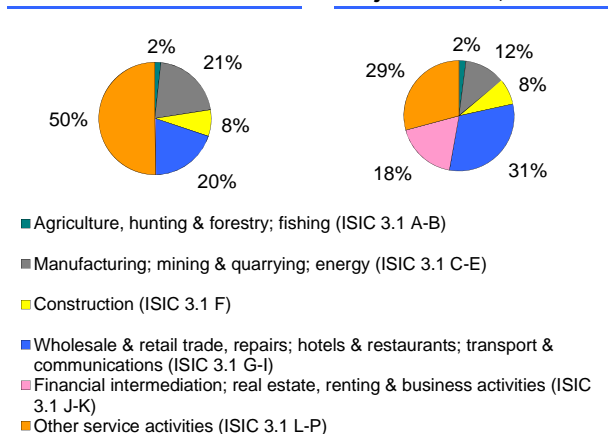 2%
21%
50%
8%
20%
2%
12%
29%
8%
18%
31%
Agriculture, hunting & forestry; fishing (ISIC 3.1 A-B)
Manufacturing; mining & quarrying; energy (ISIC 3.1 C-E)
Construction (ISIC 3.1 F)
Wholesale & retail trade, repairs; hotels & restaurants; transport &
communications (ISIC 3.1 G-I)
Financial intermediation; real estate, renting & business activities (ISIC
3.1 J-K)
Other service activities (ISIC 3.1 L-P)